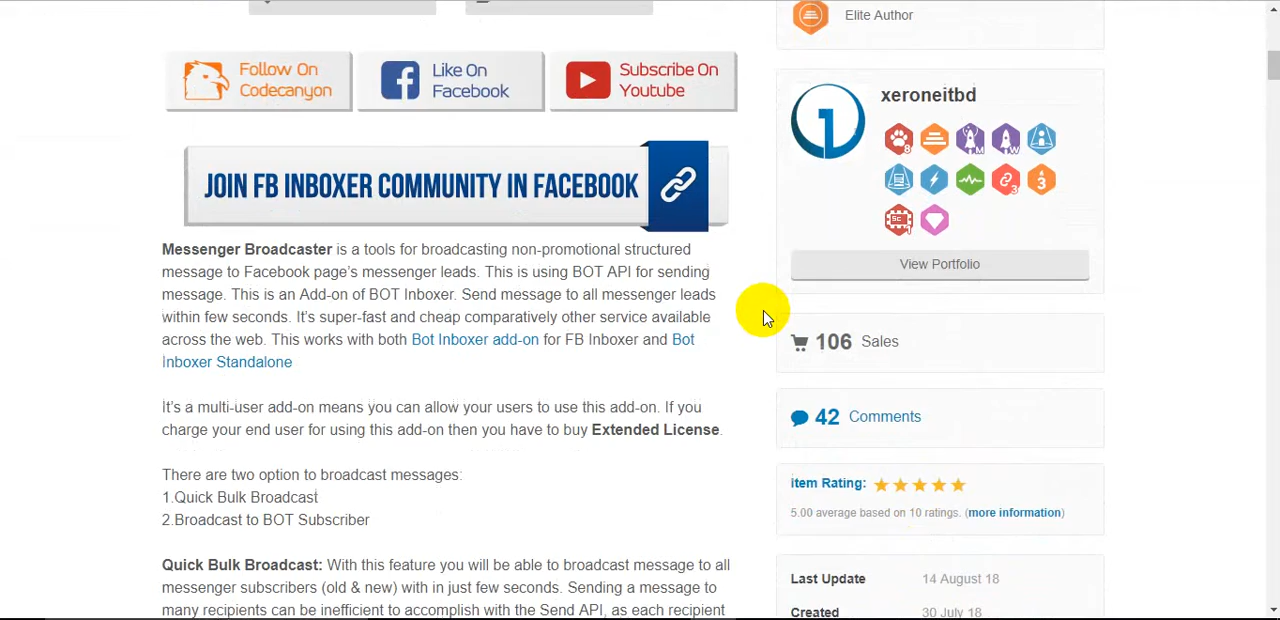 Elite Author
Follow On
Codecanyon
Like On
Facebook
Subscribe On
Youtube
JOIN FB INBOXER COMMUNITY IN FACEBOOK
Messenger Broadcaster is a tools for broadcasting non-promotional structured
message to Facebook page's messenger leads. This is using BOT API for sending
message. This is an Add-on of BOT Inboxer. Send message to all messenger leads
within few seconds. It's super-fast and cheap comparatively other service available
across the web. This works with both Bot Inboxer add-on for FB Inboxer and Bot
Inboxer Standalone
It's a multi-user add-on means you can allow your users to use this add-on. If you
charge your end user for using this add-on then you have to buy Extended License.
There are two option to broadcast messages:
1.Quick Bulk Broadcast
2.Broadcast to BOT Subscriber
Quick Bulk Broadcast: With this feature you will be able to broadcast message to all
messenger subscribers (old & new) with in just few seconds. Sending a message to
many recipients can be inefficient to accomplish with the Send API, as each recipient
xeroneitbd
View Portfolio
106 Sales
42 Comments
Item Rating:
5.00 average based on 10 ratings. (more information)
Last Update 14 August 18
Created 30 July 18